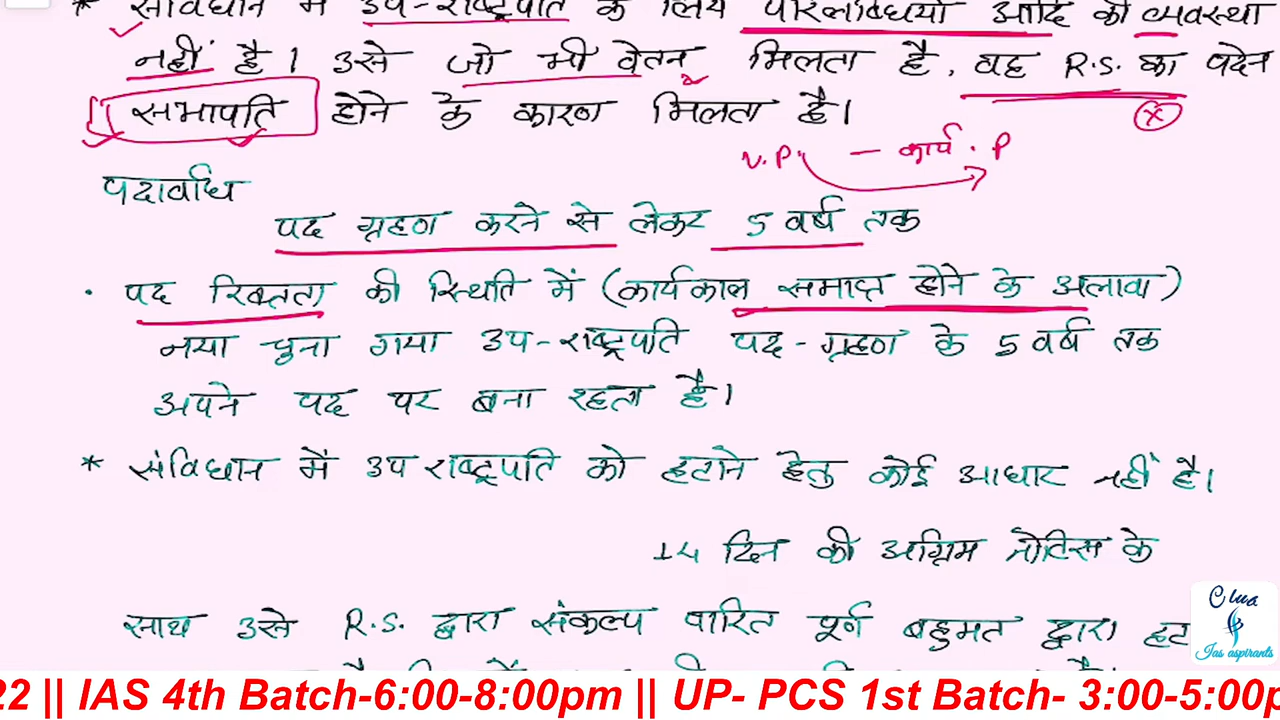 * संविधान में उप-राष्ट्रपति के लिये परिलब्धियों आदि की व्यवस्था
नहीं है। उसे जो भी वेतन मिलता है, वह R.S. का पदेन
सभापति होने के कारण मिलता है।
V.P. — कार्य. P
पदावधि
पद ग्रहण करने से लेकर 5 वर्ष तक
· पद रिक्तता की स्थिति में (कार्यकाल समाप्त होने के अलावा)
नया चुना गया उप-राष्ट्रपति पद-ग्रहण के 5 वर्ष तक
अपने पद पर बना रहता है।
* संविधान में उप राष्ट्रपति को हटाने हेतु कोई आधार नहीं है।
14 दिन की अग्रिम नोटिस के
साथ उसे R.S. द्वारा संकल्प पारित पूर्ण बहुमत द्वारा हट
Ias aspirants
22 || IAS 4th Batch-6:00-8:00pm || UP- PCS 1st Batch- 3:00-5:00p